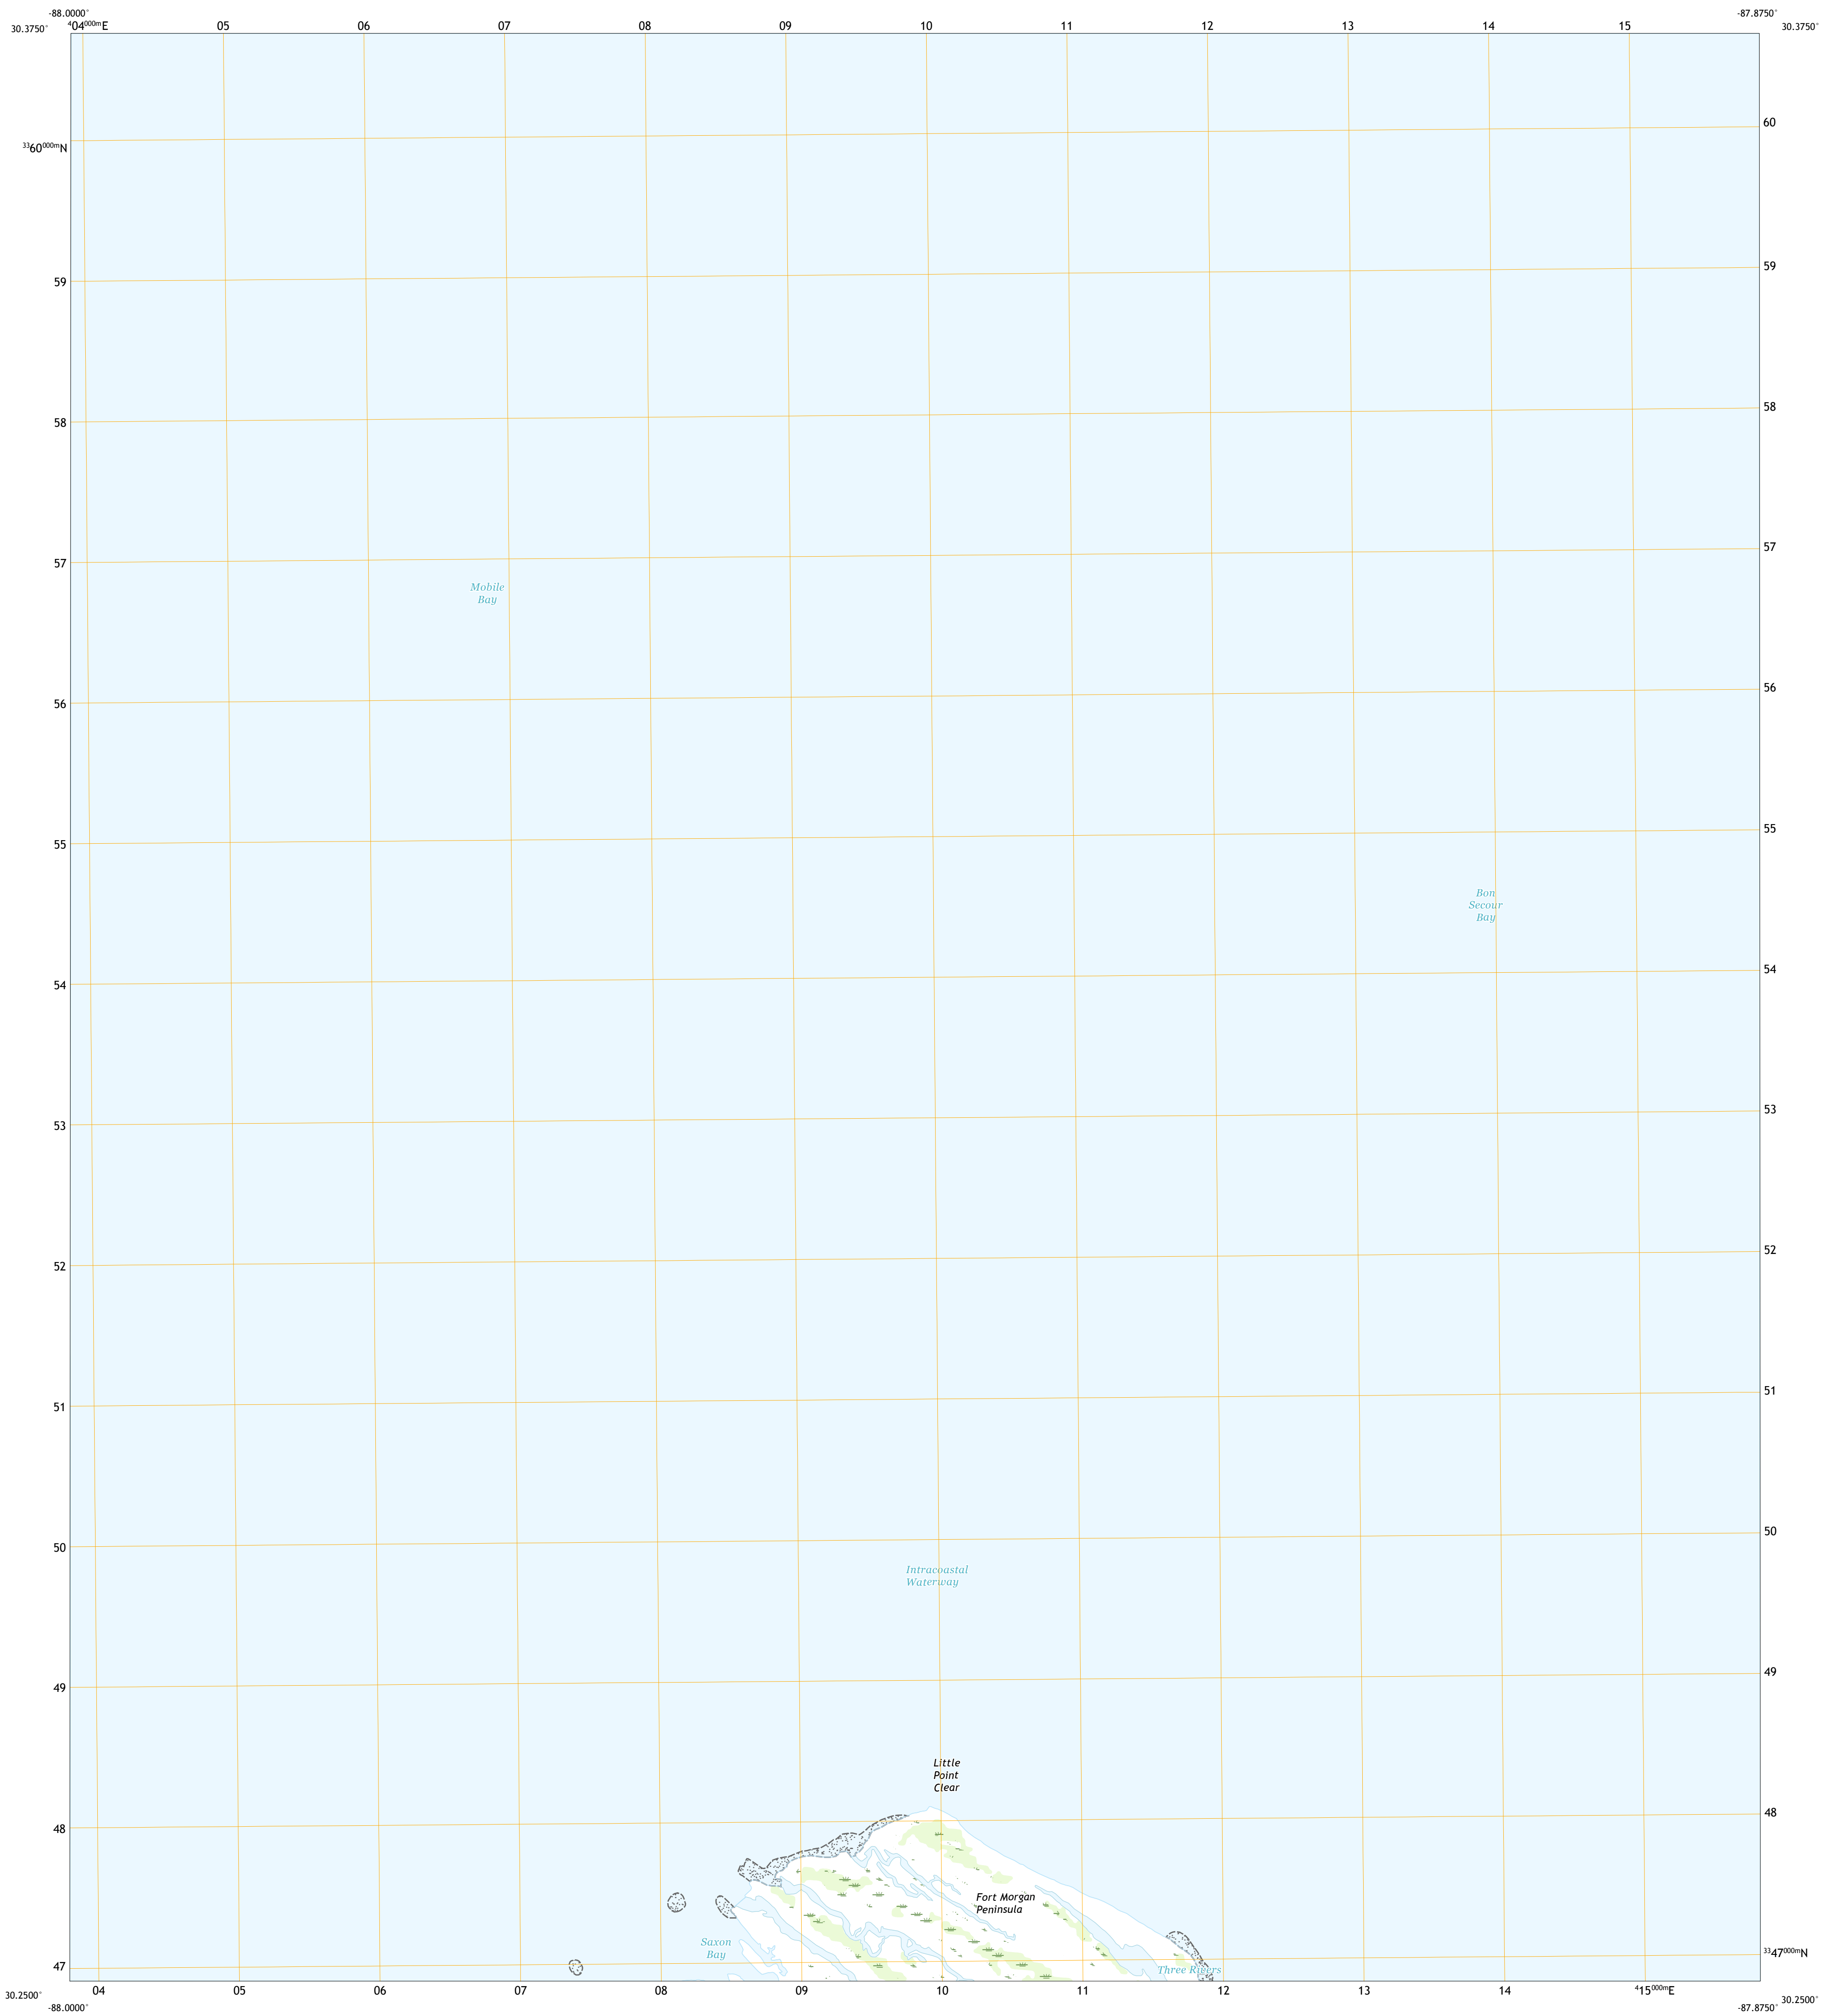 -88.0000°
-87.8750°
30.3750°
⁴04⁰⁰⁰ᵐE
05
06
07
08
09
10
11
12
13
14
15
30.3750°
60
³³60⁰⁰⁰ᵐN
59
59
58
58
57
57
Mobile
Bay
56
56
55
55
Bon
Secour
Bay
54
54
53
53
52
52
51
51
50
50
Intracoastal
Waterway
49
49
Little
Point
Clear
48
48
Fort Morgan
Peninsula
Saxon
Bay
³³47⁰⁰⁰ᵐN
47
Three Rivers
30.2500°
04
05
06
07
08
09
10
11
12
13
14
⁴15⁰⁰⁰ᵐE
30.2500°
-88.0000°
-87.8750°